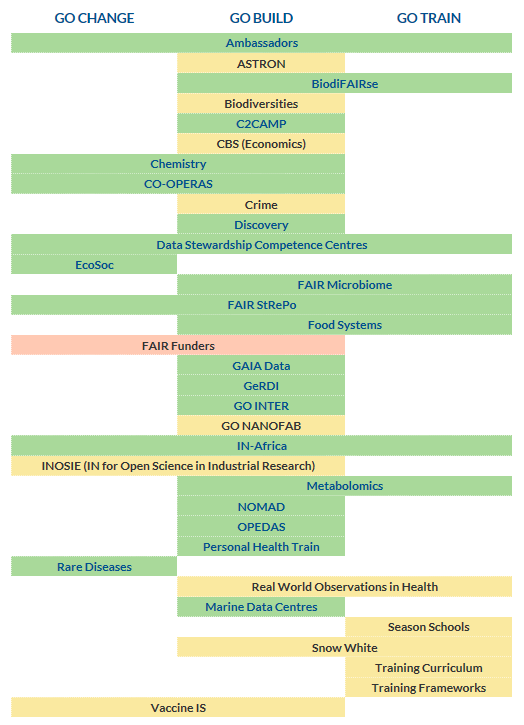 GO CHANGE GO BUILD GO TRAIN
Ambassadors
ASTRON
BiodiFAIRse
Biodiversities
C2CAMP
CBS (Economics)
Chemistry
CO-OPERAS
Crime
Discovery
Data Stewardship Competence Centres
EcoSoc
FAIR Microbiome
FAIR StRePo
Food Systems
FAIR Funders
GAIA Data
GeRDI
GO INTER
GO NANOFAB
IN-Africa
INOSIE (IN for Open Science in Industrial Research)
Metabolomics
NOMAD
OPEDAS
Personal Health Train
Rare Diseases
Real World Observations in Health
Marine Data Centres
Season Schools
Snow White
Training Curriculum
Training Frameworks
Vaccine IS